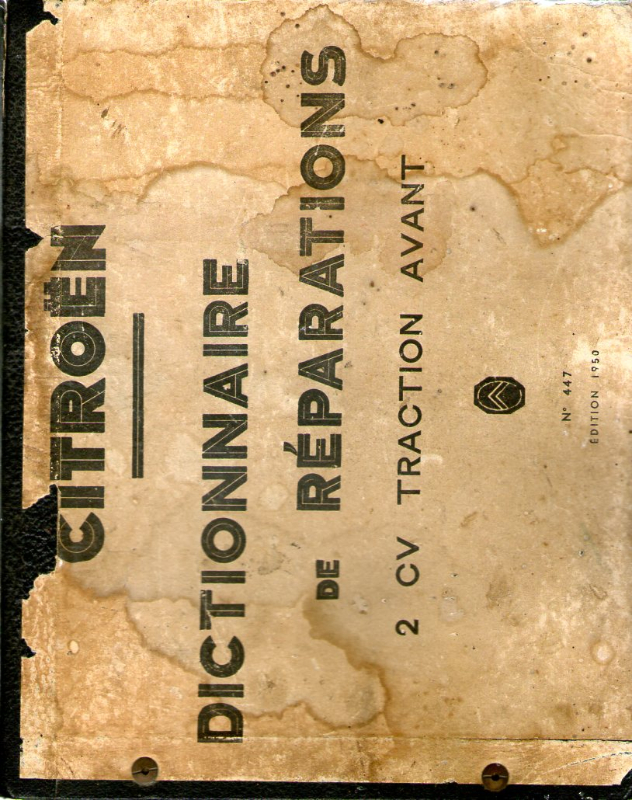 CITROËN
DICTIONNAIRE
DE RÉPARATIONS
2 CV TRACTION AVANT
N° 447
ÉDITION 1950